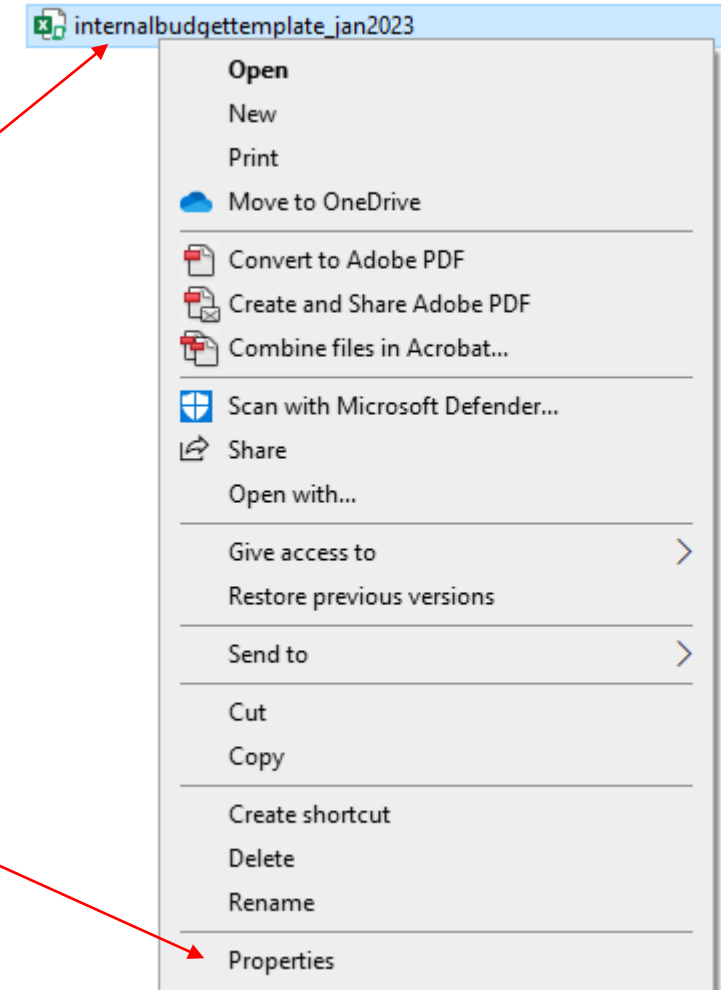 internalbudgettemplate_jan2023
Open
New
Print
Move to OneDrive
Convert to Adobe PDF
Create and Share Adobe PDF
Combine files in Acrobat...
Scan with Microsoft Defender...
Share
Open with...
Give access to
Restore previous versions
Send to
Cut
Copy
Create shortcut
Delete
Rename
Properties